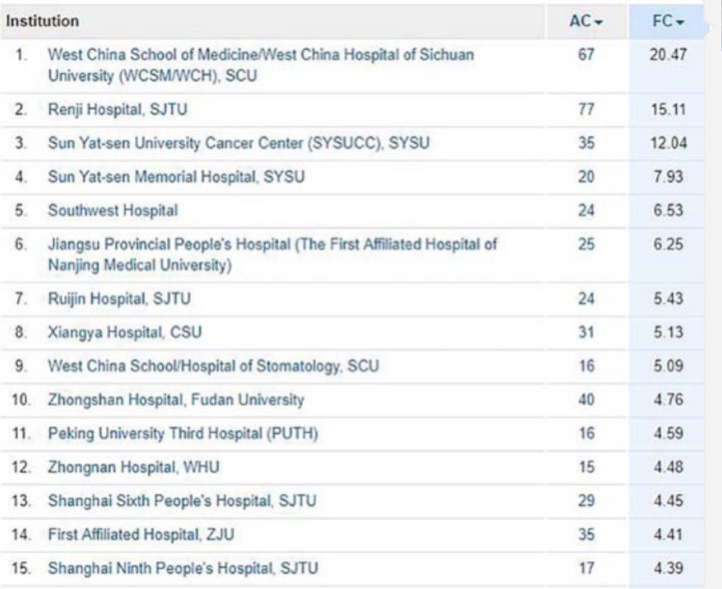 Institution AC FC
1. West China School of Medicine/West China Hospital of Sichuan 67 20.47
University (WCSM/WCH), SCU
2. Renji Hospital, SJTU 77 15.11
3. Sun Yat-sen University Cancer Center (SYSUCC), SYSU 35 12.04
4. Sun Yat-sen Memorial Hospital, SYSU 20 7.93
5. Southwest Hospital 24 6.53
6. Jiangsu Provincial People's Hospital (The First Affiliated Hospital of 25 6.25
Nanjing Medical University)
7. Ruijin Hospital, SJTU 24 5.43
8. Xiangya Hospital, CSU 31 5.13
9. West China School/Hospital of Stomatology, SCU 16 5.09
10. Zhongshan Hospital, Fudan University 40 4.76
11. Peking University Third Hospital (PUTH) 16 4.59
12. Zhongnan Hospital, WHU 15 4.48
13. Shanghai Sixth People's Hospital, SJTU 29 4.45
14. First Affiliated Hospital, ZJU 35 4.41
15. Shanghai Ninth People's Hospital, SJTU 17 4.39